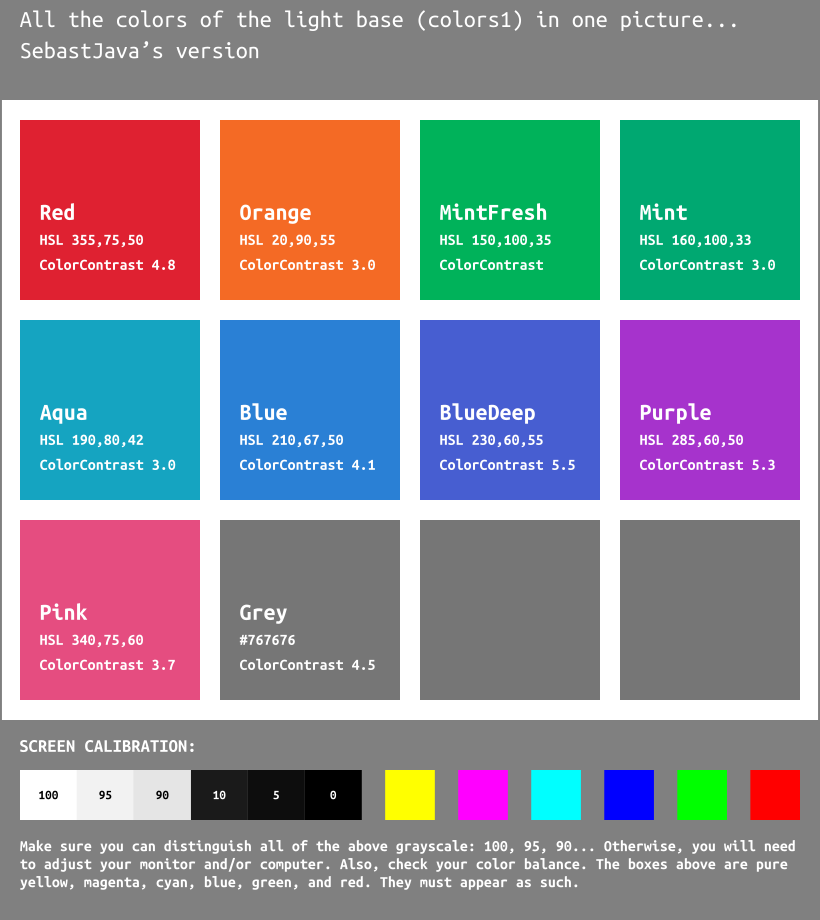 All the colors of the light base (colors1) in one picture...
SebastJava’s version
Red
HSL 355,75,50
ColorContrast 4.8
Orange
HSL 20,90,55
ColorContrast 3.0
MintFresh
HSL 150,100,35
ColorContrast
Mint
HSL 160,100,33
ColorContrast 3.0
Aqua
HSL 190,80,42
ColorContrast 3.0
Blue
HSL 210,67,50
ColorContrast 4.1
BlueDeep
HSL 230,60,55
ColorContrast 5.5
Purple
HSL 285,60,50
ColorContrast 5.3
Pink
HSL 340,75,60
ColorContrast 3.7
Grey
#767676
ColorContrast 4.5
SCREEN CALIBRATION:
100 95 90 10 5 0
Make sure you can distinguish all of the above grayscale: 100, 95, 90... Otherwise, you will need
to adjust your monitor and/or computer. Also, check your color balance. The boxes above are pure
yellow, magenta, cyan, blue, green, and red. They must appear as such.